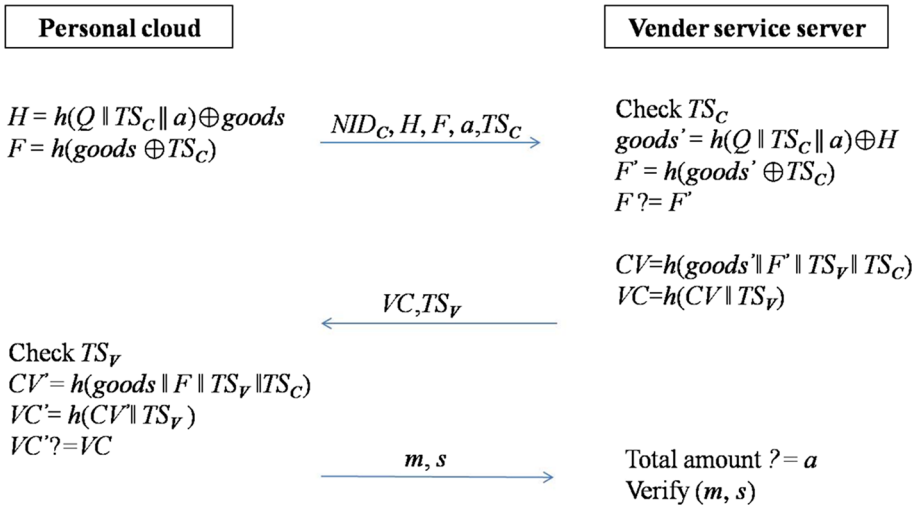 Personal cloud
Vender service server
H = h(Q ∥ TS_C ∥ a)⊕goods
F = h(goods ⊕TS_C)
NID_C, H, F, a,TS_C
Check TS_C
goods’ = h(Q ∥ TS_C ∥ a)⊕H
F’ = h(goods’ ⊕TS_C)
F ?= F’
CV=h(goods’∥ F’ ∥ TS_V ∥ TS_C)
VC=h(CV ∥ TS_V)
VC,TS_V
Check TS_V
CV’= h(goods ∥ F ∥ TS_V ∥TS_C)
VC’= h(CV’∥ TS_V )
VC’?=VC
m, s
Total amount ?= a
Verify (m, s)